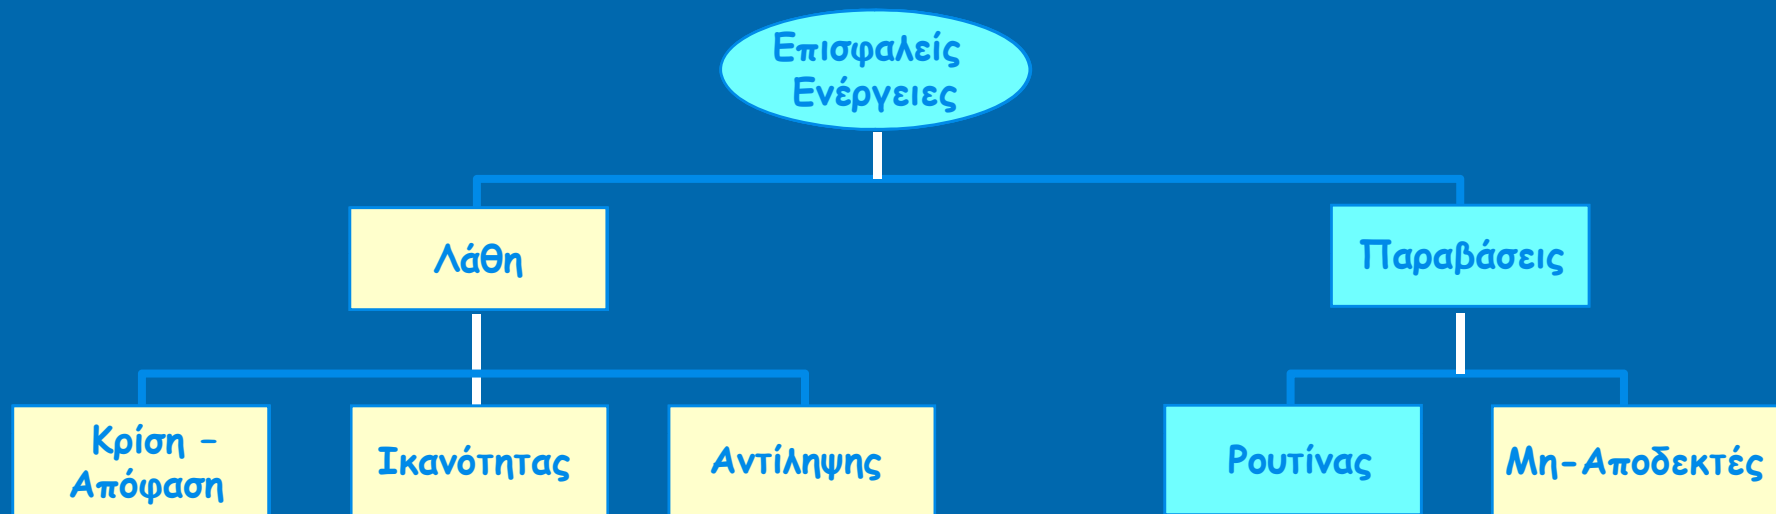 Επισφαλείς
Ενέργειες
Λάθη
Παραβάσεις
Κρίση –
Απόφαση
Ικανότητας
Αντίληψης
Ρουτίνας
Μη-Αποδεκτές